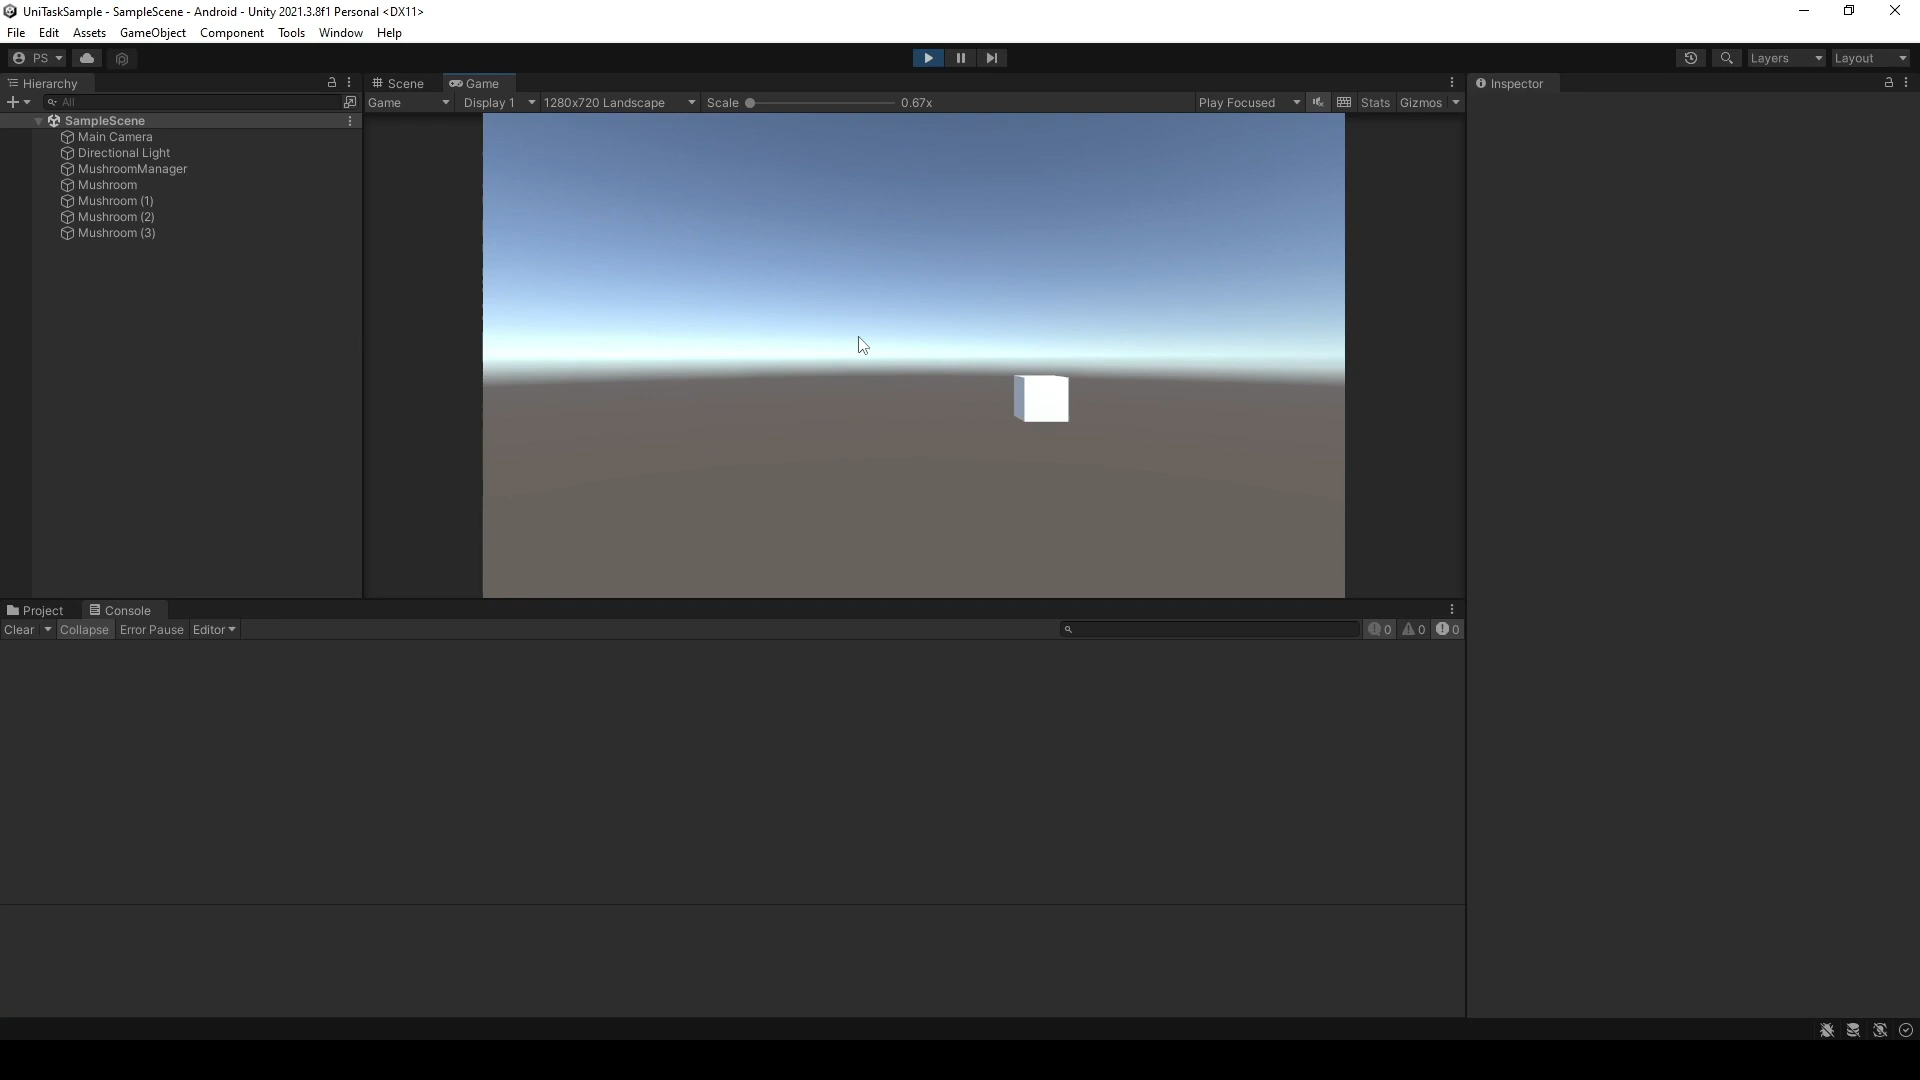 UniTaskSample - SampleScene - Android - Unity 2021.3.8f1 Personal <DX11>
File Edit Assets GameObject Component Tools Window Help
PS Layers Layout
Hierarchy Scene Game Inspector
All Game Display 1 1280x720 Landscape Scale 0.67x Play Focused Stats Gizmos
SampleScene
Main Camera
Directional Light
MushroomManager
Mushroom
Mushroom (1)
Mushroom (2)
Mushroom (3)
Project Console
Clear Collapse Error Pause Editor 0 0 0